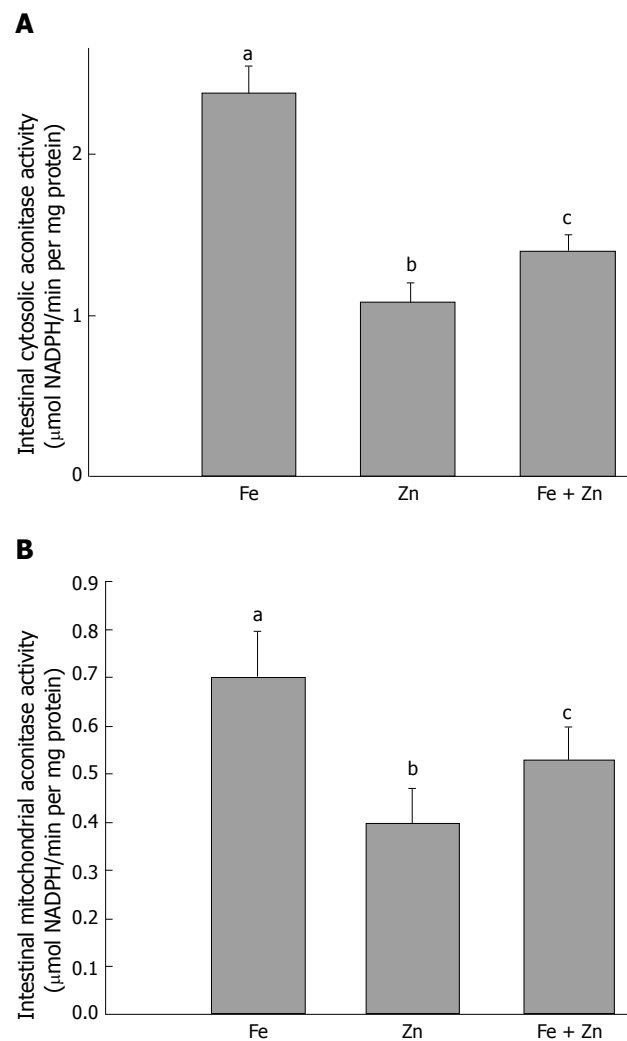 A
Intestinal cytosolic aconitase activity
(μmol NADPH/min per mg protein)
2
1
0
a
b
c
Fe Zn Fe + Zn
B
Intestinal mitochondrial aconitase activity
(μmol NADPH/min per mg protein)
0.9
0.8
0.7
0.6
0.5
0.4
0.3
0.2
0.1
0.0
a
b
c
Fe Zn Fe + Zn